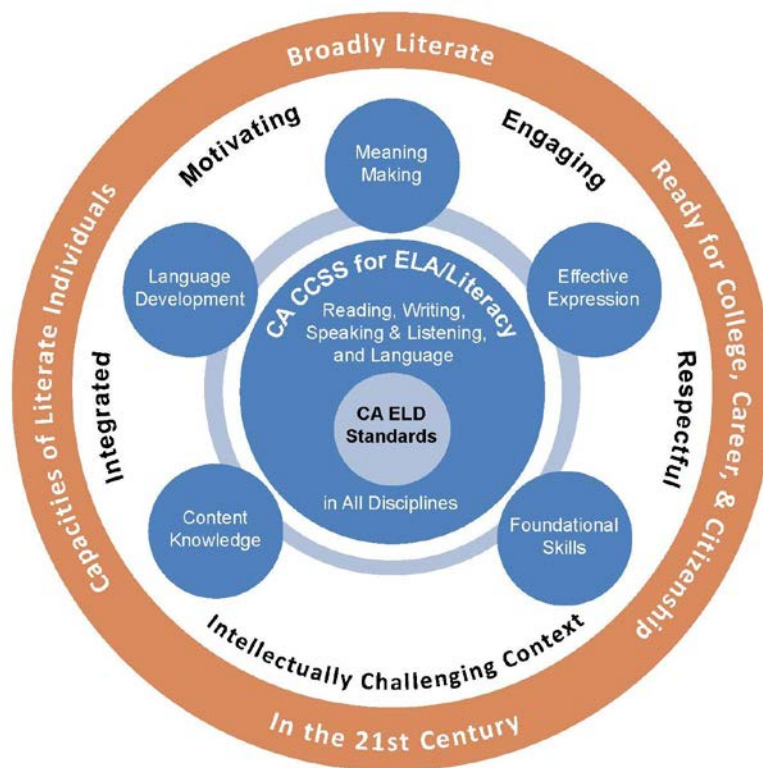 Broadly Literate
Ready for College, Career, & Citizenship
In the 21st Century
Capacities of Literate Individuals
Motivating
Engaging
Respectful
Intellectually Challenging Context
Integrated
Meaning
Making
Effective
Expression
Foundational
Skills
Content
Knowledge
Language
Development
CA CCSS for ELA/Literacy
Reading, Writing,
Speaking & Listening,
and Language
CA ELD
Standards
in All Disciplines